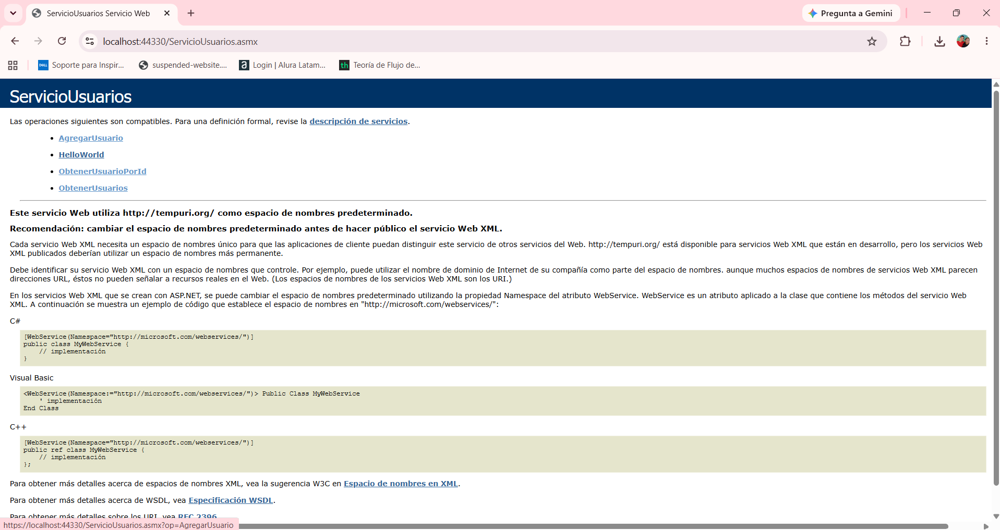 ServicioUsuarios Servicio Web
Pregunta a Gemini
localhost:44330/ServicioUsuarios.asmx
DELL Soporte para Inspir...
suspended-website....
a Login | Alura Latam...
th Teoría de Flujo de...
ServicioUsuarios
Las operaciones siguientes son compatibles. Para una definición formal, revise la descripción de servicios.
AgregarUsuario
HelloWorld
ObtenerUsuarioPorId
ObtenerUsuarios
Este servicio Web utiliza http://tempuri.org/ como espacio de nombres predeterminado.
Recomendación: cambiar el espacio de nombres predeterminado antes de hacer público el servicio Web XML.
Cada servicio Web XML necesita un espacio de nombres único para que las aplicaciones de cliente puedan distinguir este servicio de otros servicios del Web. http://tempuri.org/ está disponible para servicios Web XML que están en desarrollo, pero los servicios Web
XML publicados deberían utilizar un espacio de nombres más permanente.
Debe identificar su servicio Web XML con un espacio de nombres que controle. Por ejemplo, puede utilizar el nombre de dominio de Internet de su compañía como parte del espacio de nombres. aunque muchos espacios de nombres de servicios Web XML parecen
direcciones URL, éstos no pueden señalar a recursos reales en el Web. (Los espacios de nombres de los servicios Web XML son los URI.)
En los servicios Web XML que se crean con ASP.NET, se puede cambiar el espacio de nombres predeterminado utilizando la propiedad Namespace del atributo WebService. WebService es un atributo aplicado a la clase que contiene los métodos del servicio Web
XML. A continuación se muestra un ejemplo de código que establece el espacio de nombres en "http://microsoft.com/webservices/":
C#
[WebService(Namespace="http://microsoft.com/webservices/")]
public class MyWebService {
// implementación
}
Visual Basic
<WebService(Namespace:="http://microsoft.com/webservices/")> Public Class MyWebService
' implementación
End Class
C++
[WebService(Namespace="http://microsoft.com/webservices/")]
public ref class MyWebService {
// implementación
};
Para obtener más detalles acerca de espacios de nombres XML, vea la sugerencia W3C en Espacio de nombres en XML.
Para obtener más detalles acerca de WSDL, vea Especificación WSDL.
Para obtener más detalles sobre los URI, vea RFC 2396.
https://localhost:44330/ServicioUsuarios.asmx?op=AgregarUsuario